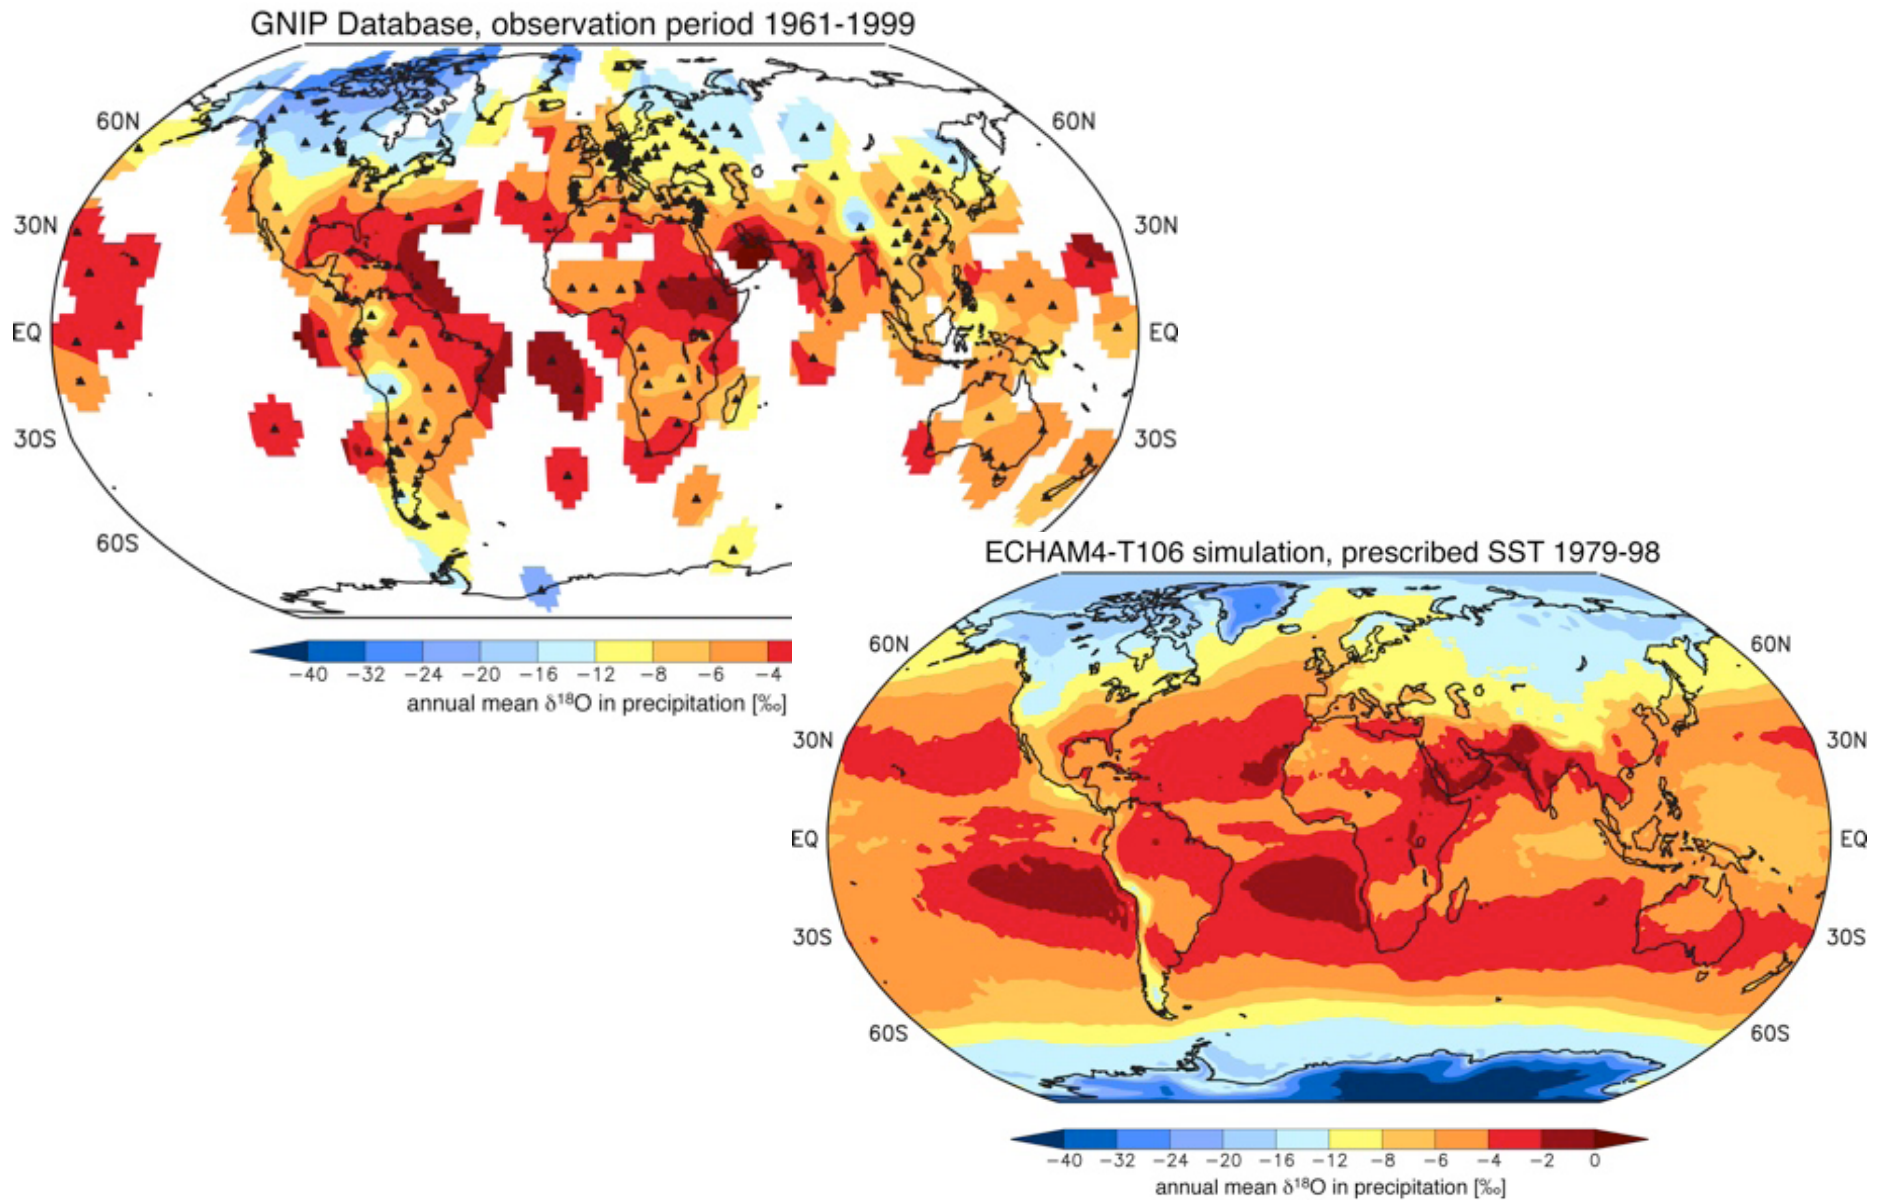 GNIP Database, observation period 1961-1999
60N
60N
30N
30N
EQ
EQ
30S
30S
60S
−40 −32 −24 −20 −16 −12 −8 −6 −4
annual mean δ¹⁸O in precipitation [‰]
ECHAM4-T106 simulation, prescribed SST 1979-98
60N
60N
30N
30N
EQ
EQ
30S
30S
60S
60S
−40 −32 −24 −20 −16 −12 −8 −6 −4 −2 0
annual mean δ¹⁸O in precipitation [‰]